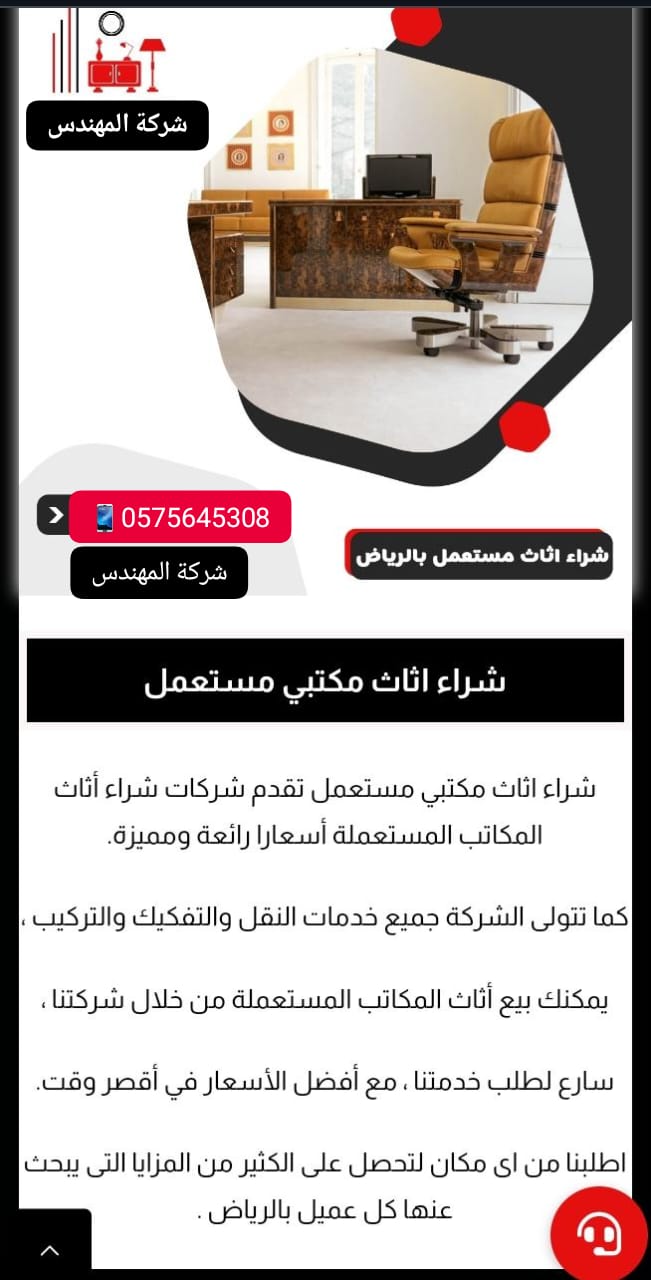 شركة المهندس
0575645308
شركة المهندس
شراء اثاث مستعمل بالرياض
شراء اثاث مكتبي مستعمل
شراء اثاث مكتبي مستعمل تقدم شركات شراء أثاث
المكاتب المستعملة أسعارا رائعة ومميزة.
كما تتولى الشركة جميع خدمات النقل والتفكيك والتركيب ،
يمكنك بيع أثاث المكاتب المستعملة من خلال شركتنا ،
سارع لطلب خدمتنا ، مع أفضل الأسعار في أقصر وقت.
اطلبنا من اى مكان لتحصل على الكثير من المزايا التى يبحث
عنها كل عميل بالرياض .